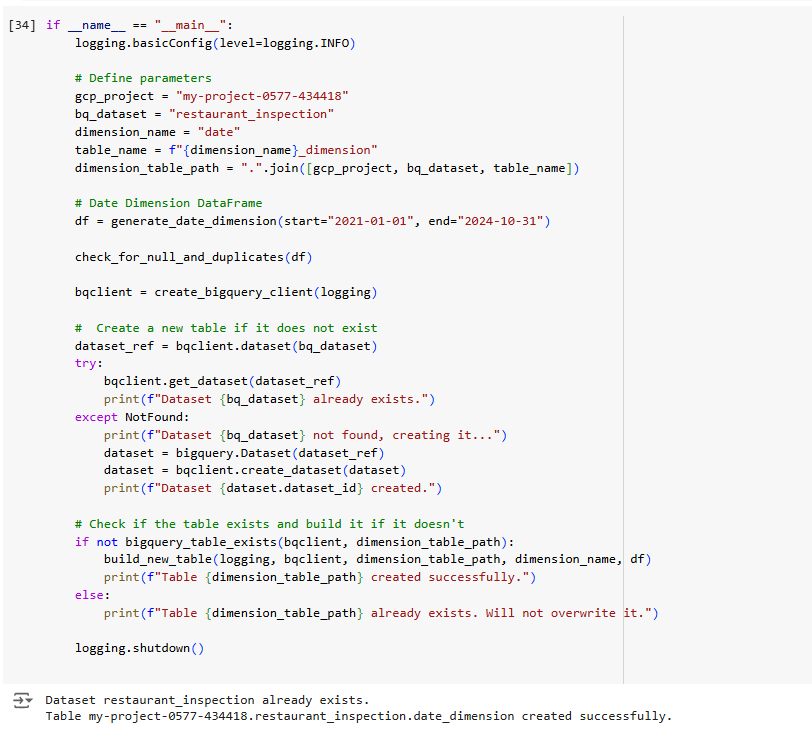 [34] if __name__ == "__main__":
    logging.basicConfig(level=logging.INFO)

    # Define parameters
    gcp_project = "my-project-0577-434418"
    bq_dataset = "restaurant_inspection"
    dimension_name = "date"
    table_name = f"{dimension_name}_dimension"
    dimension_table_path = ".".join([gcp_project, bq_dataset, table_name])

    # Date Dimension DataFrame
    df = generate_date_dimension(start="2021-01-01", end="2024-10-31")

    check_for_null_and_duplicates(df)

    bqclient = create_bigquery_client(logging)

    #  Create a new table if it does not exist
    dataset_ref = bqclient.dataset(bq_dataset)
    try:
        bqclient.get_dataset(dataset_ref)
        print(f"Dataset {bq_dataset} already exists.")
    except NotFound:
        print(f"Dataset {bq_dataset} not found, creating it...")
        dataset = bigquery.Dataset(dataset_ref)
        dataset = bqclient.create_dataset(dataset)
        print(f"Dataset {dataset.dataset_id} created.")

    # Check if the table exists and build it if it doesn't
    if not bigquery_table_exists(bqclient, dimension_table_path):
        build_new_table(logging, bqclient, dimension_table_path, dimension_name, df)
        print(f"Table {dimension_table_path} created successfully.")
    else:
        print(f"Table {dimension_table_path} already exists. Will not overwrite it.")

    logging.shutdown()

Dataset restaurant_inspection already exists.
Table my-project-0577-434418.restaurant_inspection.date_dimension created successfully.